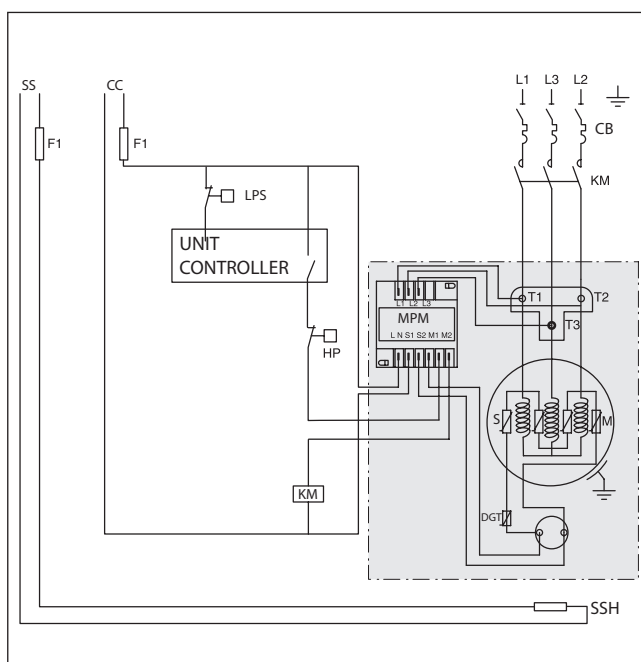 SS
CC
L1 L3 L2
F1
F1
CB
KM
LPS
UNIT
CONTROLLER
L1 L2 L3
T1
T2
MPM
T3
L N S1 S2 M1 M2
HP
S
M
KM
DGT
SSH